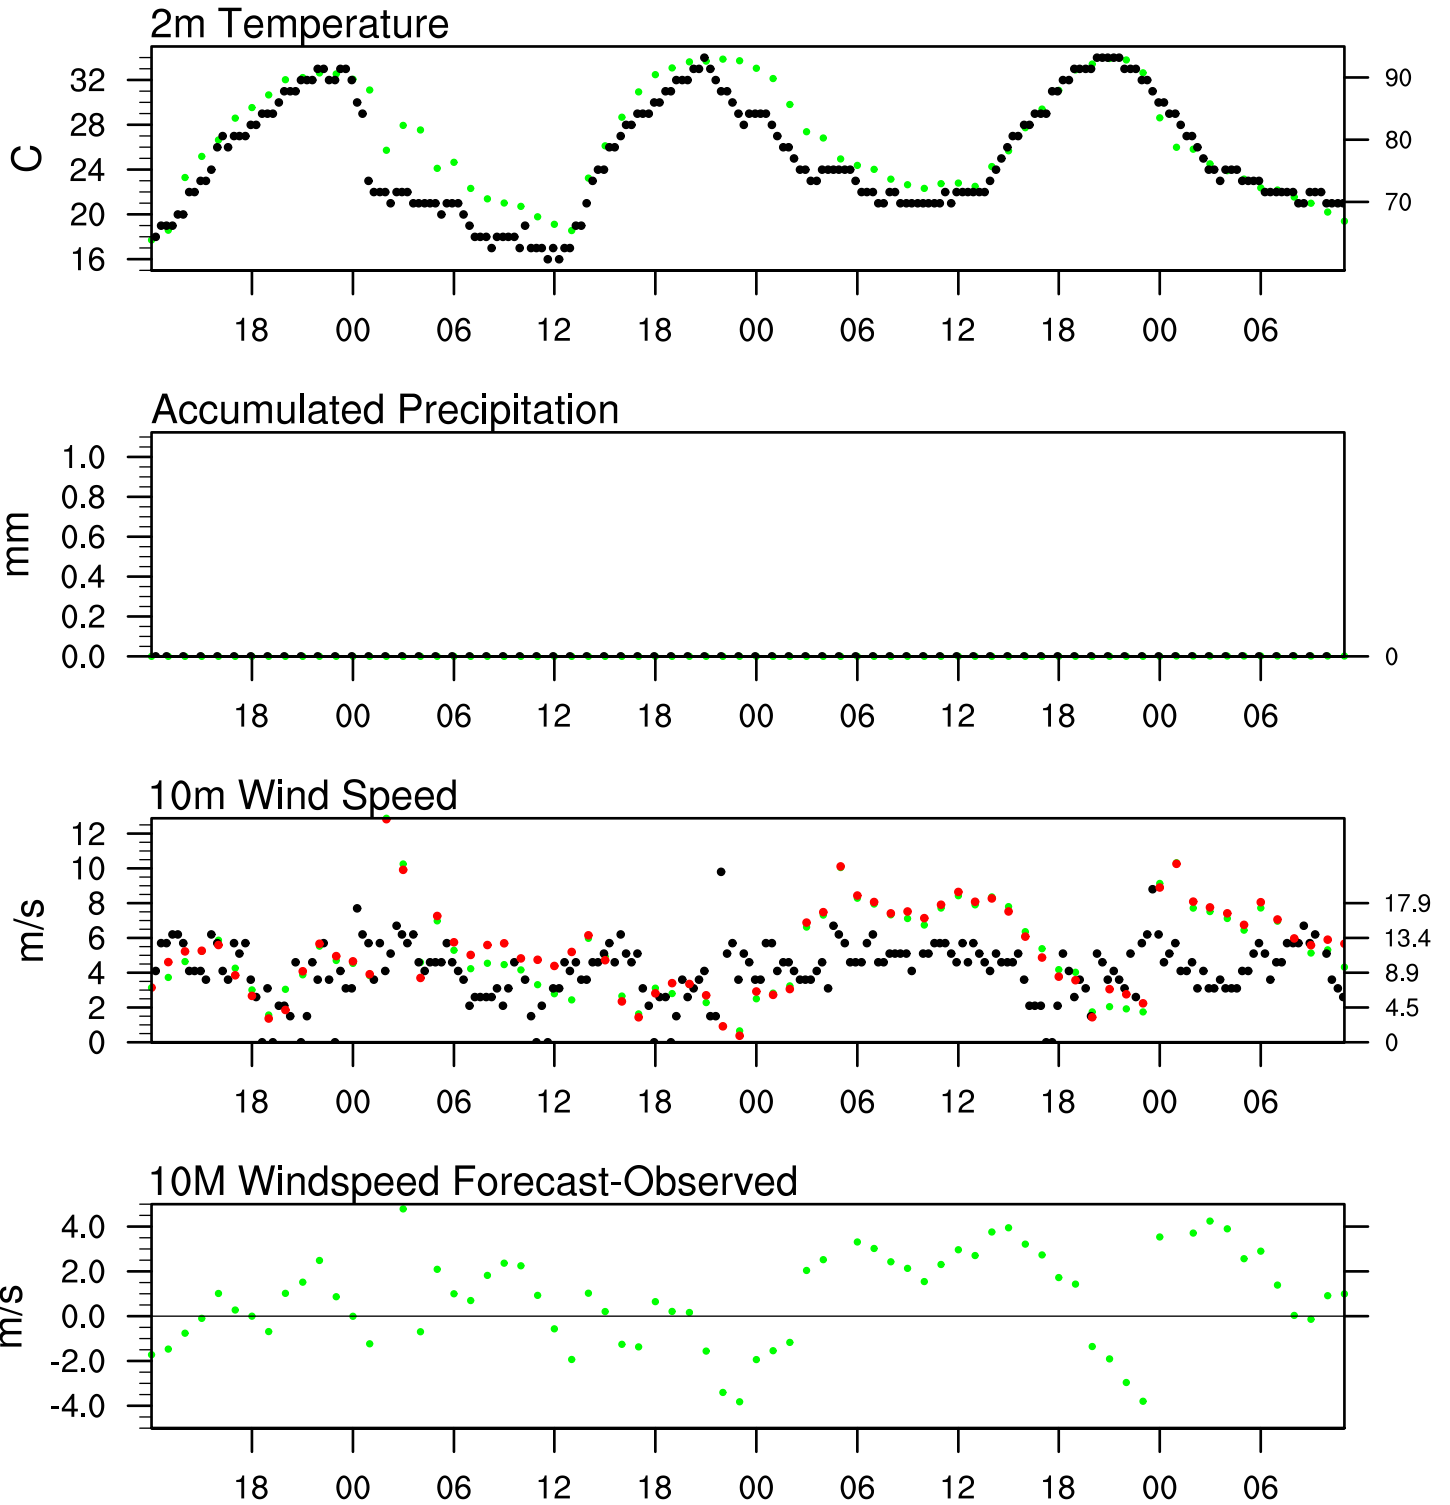 2m Temperature
C
32
28
24
20
16
90
80
70
18 00 06 12 18 00 06 12 18 00 06
Accumulated Precipitation
mm
1.0
0.8
0.6
0.4
0.2
0.0
0
18 00 06 12 18 00 06 12 18 00 06
10m Wind Speed
m/s
12
10
8
6
4
2
0
17.9
13.4
8.9
4.5
0
18 00 06 12 18 00 06 12 18 00 06
10M Windspeed Forecast-Observed
m/s
4.0
2.0
0.0
-2.0
-4.0
18 00 06 12 18 00 06 12 18 00 06